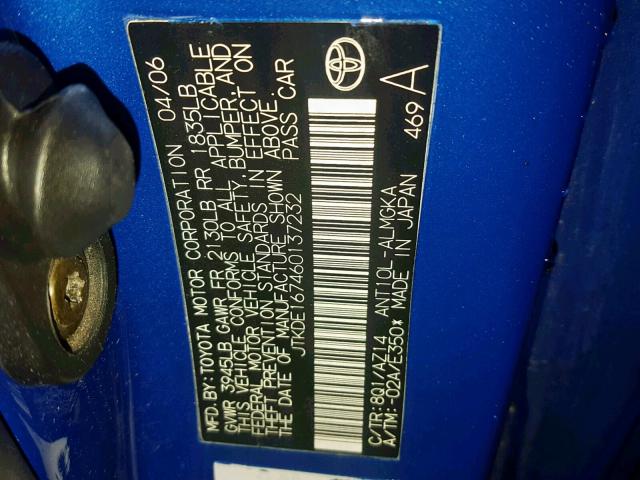 MFD.BY:TOYOTA MOTOR CORPORATION 04/06
GVWR 3945LB GAWR FR 2130LB RR 1835LB
THIS VEHICLE CONFORMS TO ALL APPLICABLE
FEDERAL MOTOR VEHICLE SAFETY,BUMPER,AND
THEFT PREVENTION STANDARDS IN EFFECT ON
THE DATE OF MANUFACTURE SHOWN ABOVE.
JTKDE167460137232 PASS CAR
C/TR:8Q1/AZ14 ANT10L-ALMGKA
A/TM:-02A/E350* MADE IN JAPAN
469 A